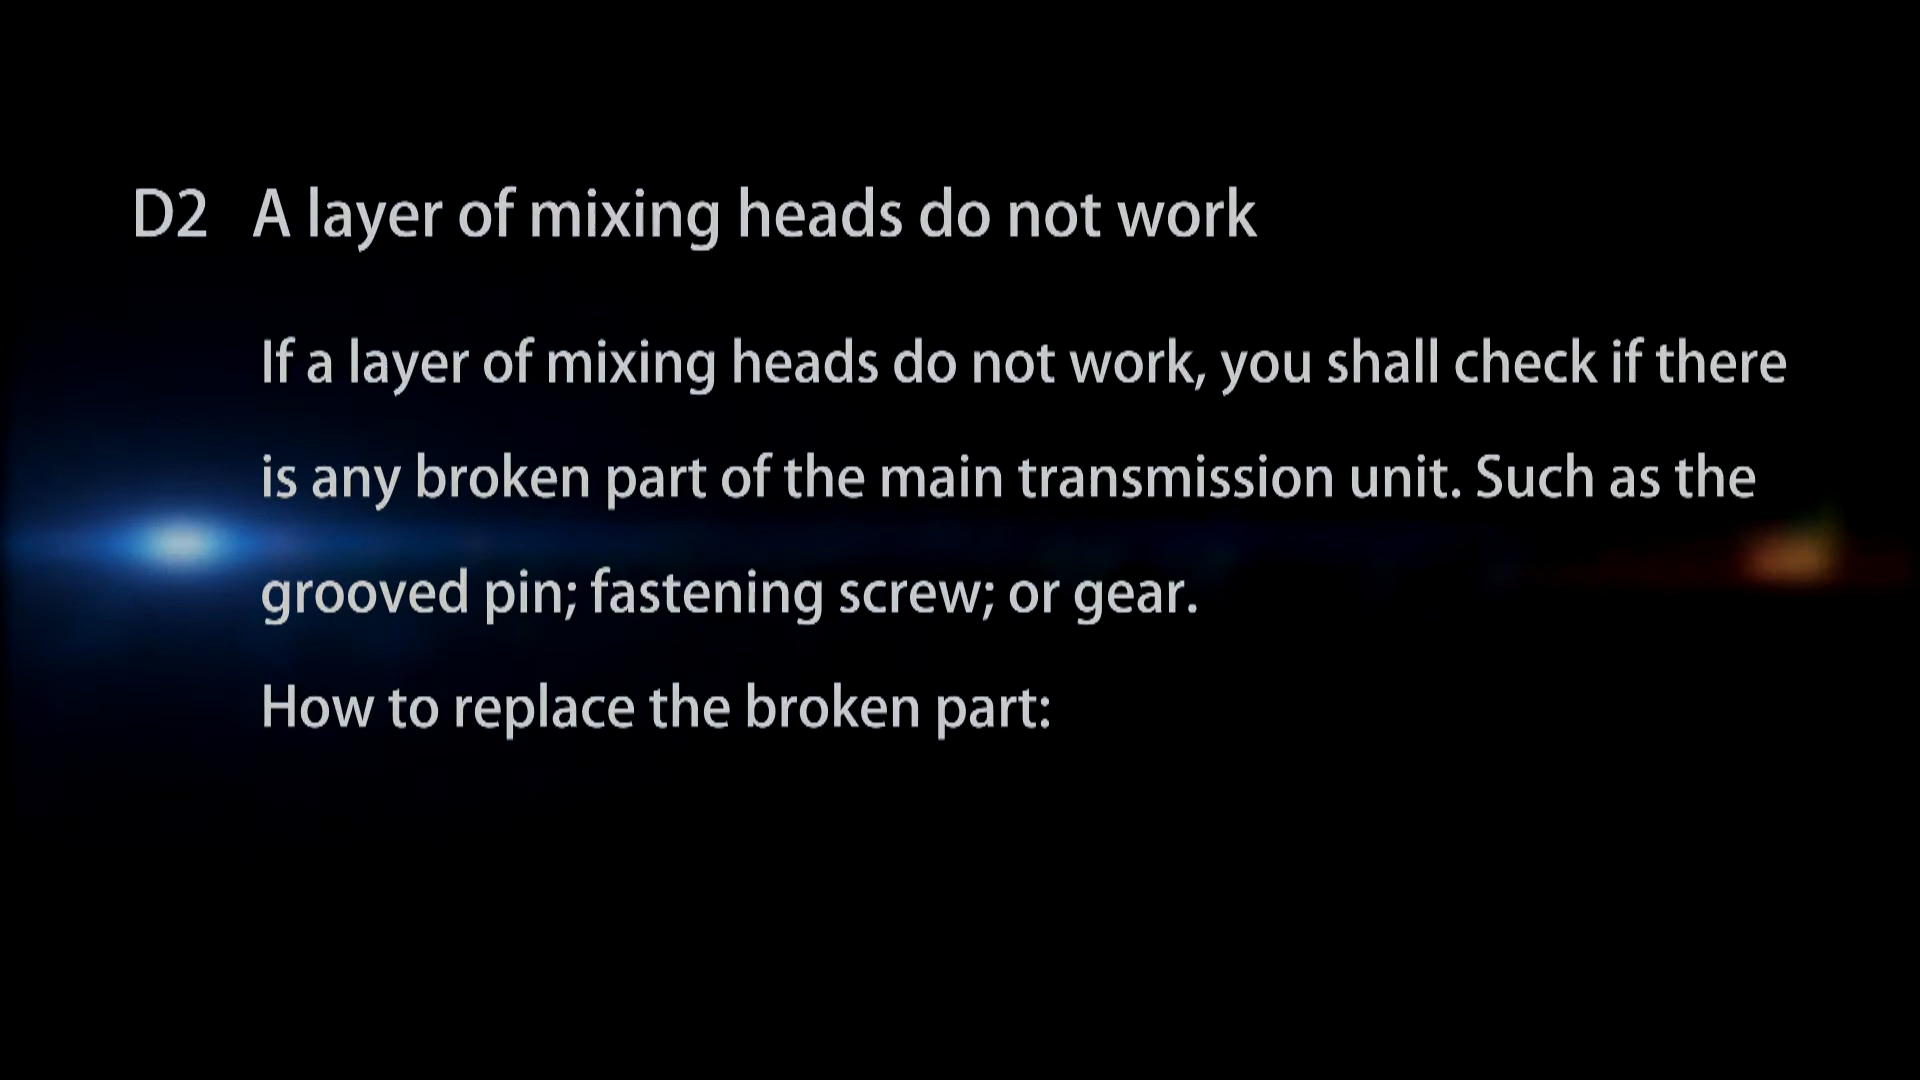 D2 A layer of mixing heads do not work
If a layer of mixing heads do not work, you shall check if there
is any broken part of the main transmission unit. Such as the
grooved pin; fastening screw; or gear.
How to replace the broken part: